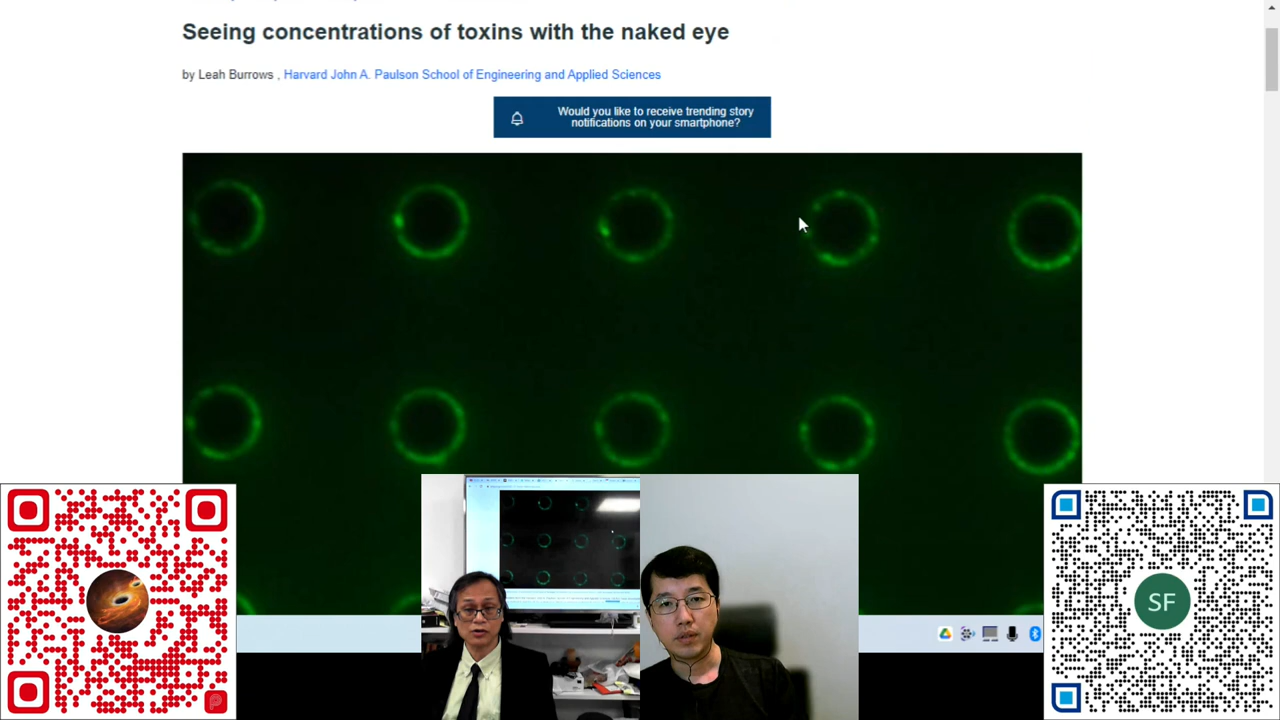 Seeing concentrations of toxins with the naked eye
by Leah Burrows , Harvard John A. Paulson School of Engineering and Applied Sciences
Would you like to receive trending story
notifications on your smartphone?
SF